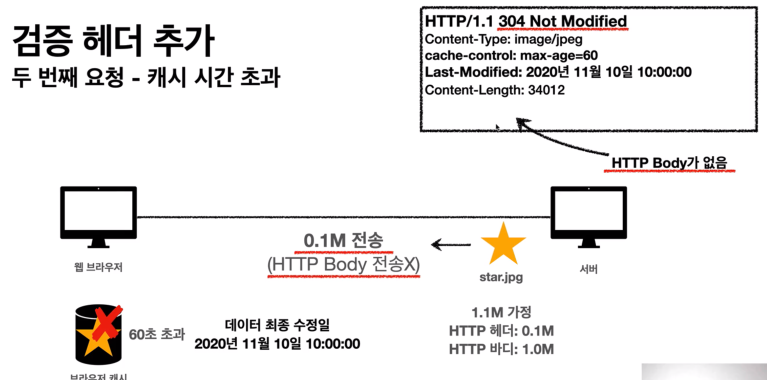 검증 헤더 추가
두 번째 요청 - 캐시 시간 초과
HTTP/1.1 304 Not Modified
Content-Type: image/jpeg
cache-control: max-age=60
Last-Modified: 2020년 11월 10일 10:00:00
Content-Length: 34012
HTTP Body가 없음
0.1M 전송
(HTTP Body 전송X)
웹 브라우저
star.jpg
서버
60초 초과
데이터 최종 수정일
2020년 11월 10일 10:00:00
1.1M 가정
HTTP 헤더: 0.1M
HTTP 바디: 1.0M
브라우저 캐시